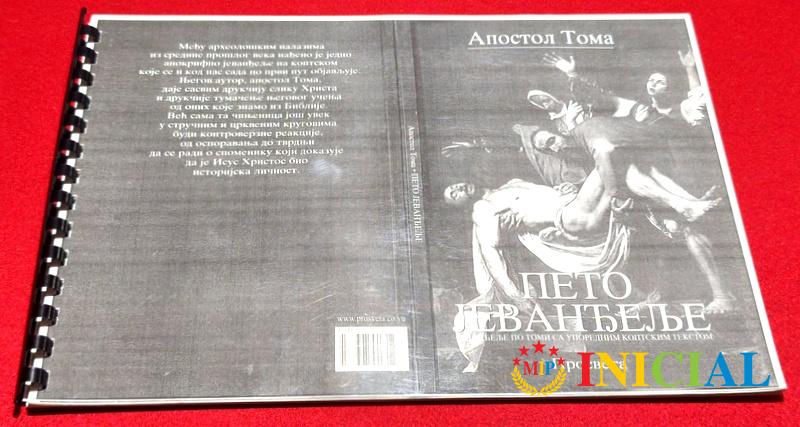 Међу археолошким налазима
из средине прошлог века нађено је једно
апокрифно јеванђеље на коптском
које се и код нас сада по први пут објављује.
Његов аутор, апостол Тома,
даје сасвим друкчију слику Христа
и друкчије тумачење његовог учења
од оних које знамо из Библије.
Већ сама та чињеница још увек
у стручним и црквеним круговима
буди контроверзне реакције,
од оспоравања до тврдњи
да се ради о споменику који доказује
да је Исус Христос био
историјска личност.
www.prosveta.co.yu
Апостол Тома • ПЕТО ЈЕВАНЂЕЉЕ
Апостол Тома
ПЕТО
ЈЕВАНЂЕЉЕ
ПО ТОМИ СА УПОРЕДНИМ КОПТСКИМ ТЕКСТОМ
MIP INICIAL